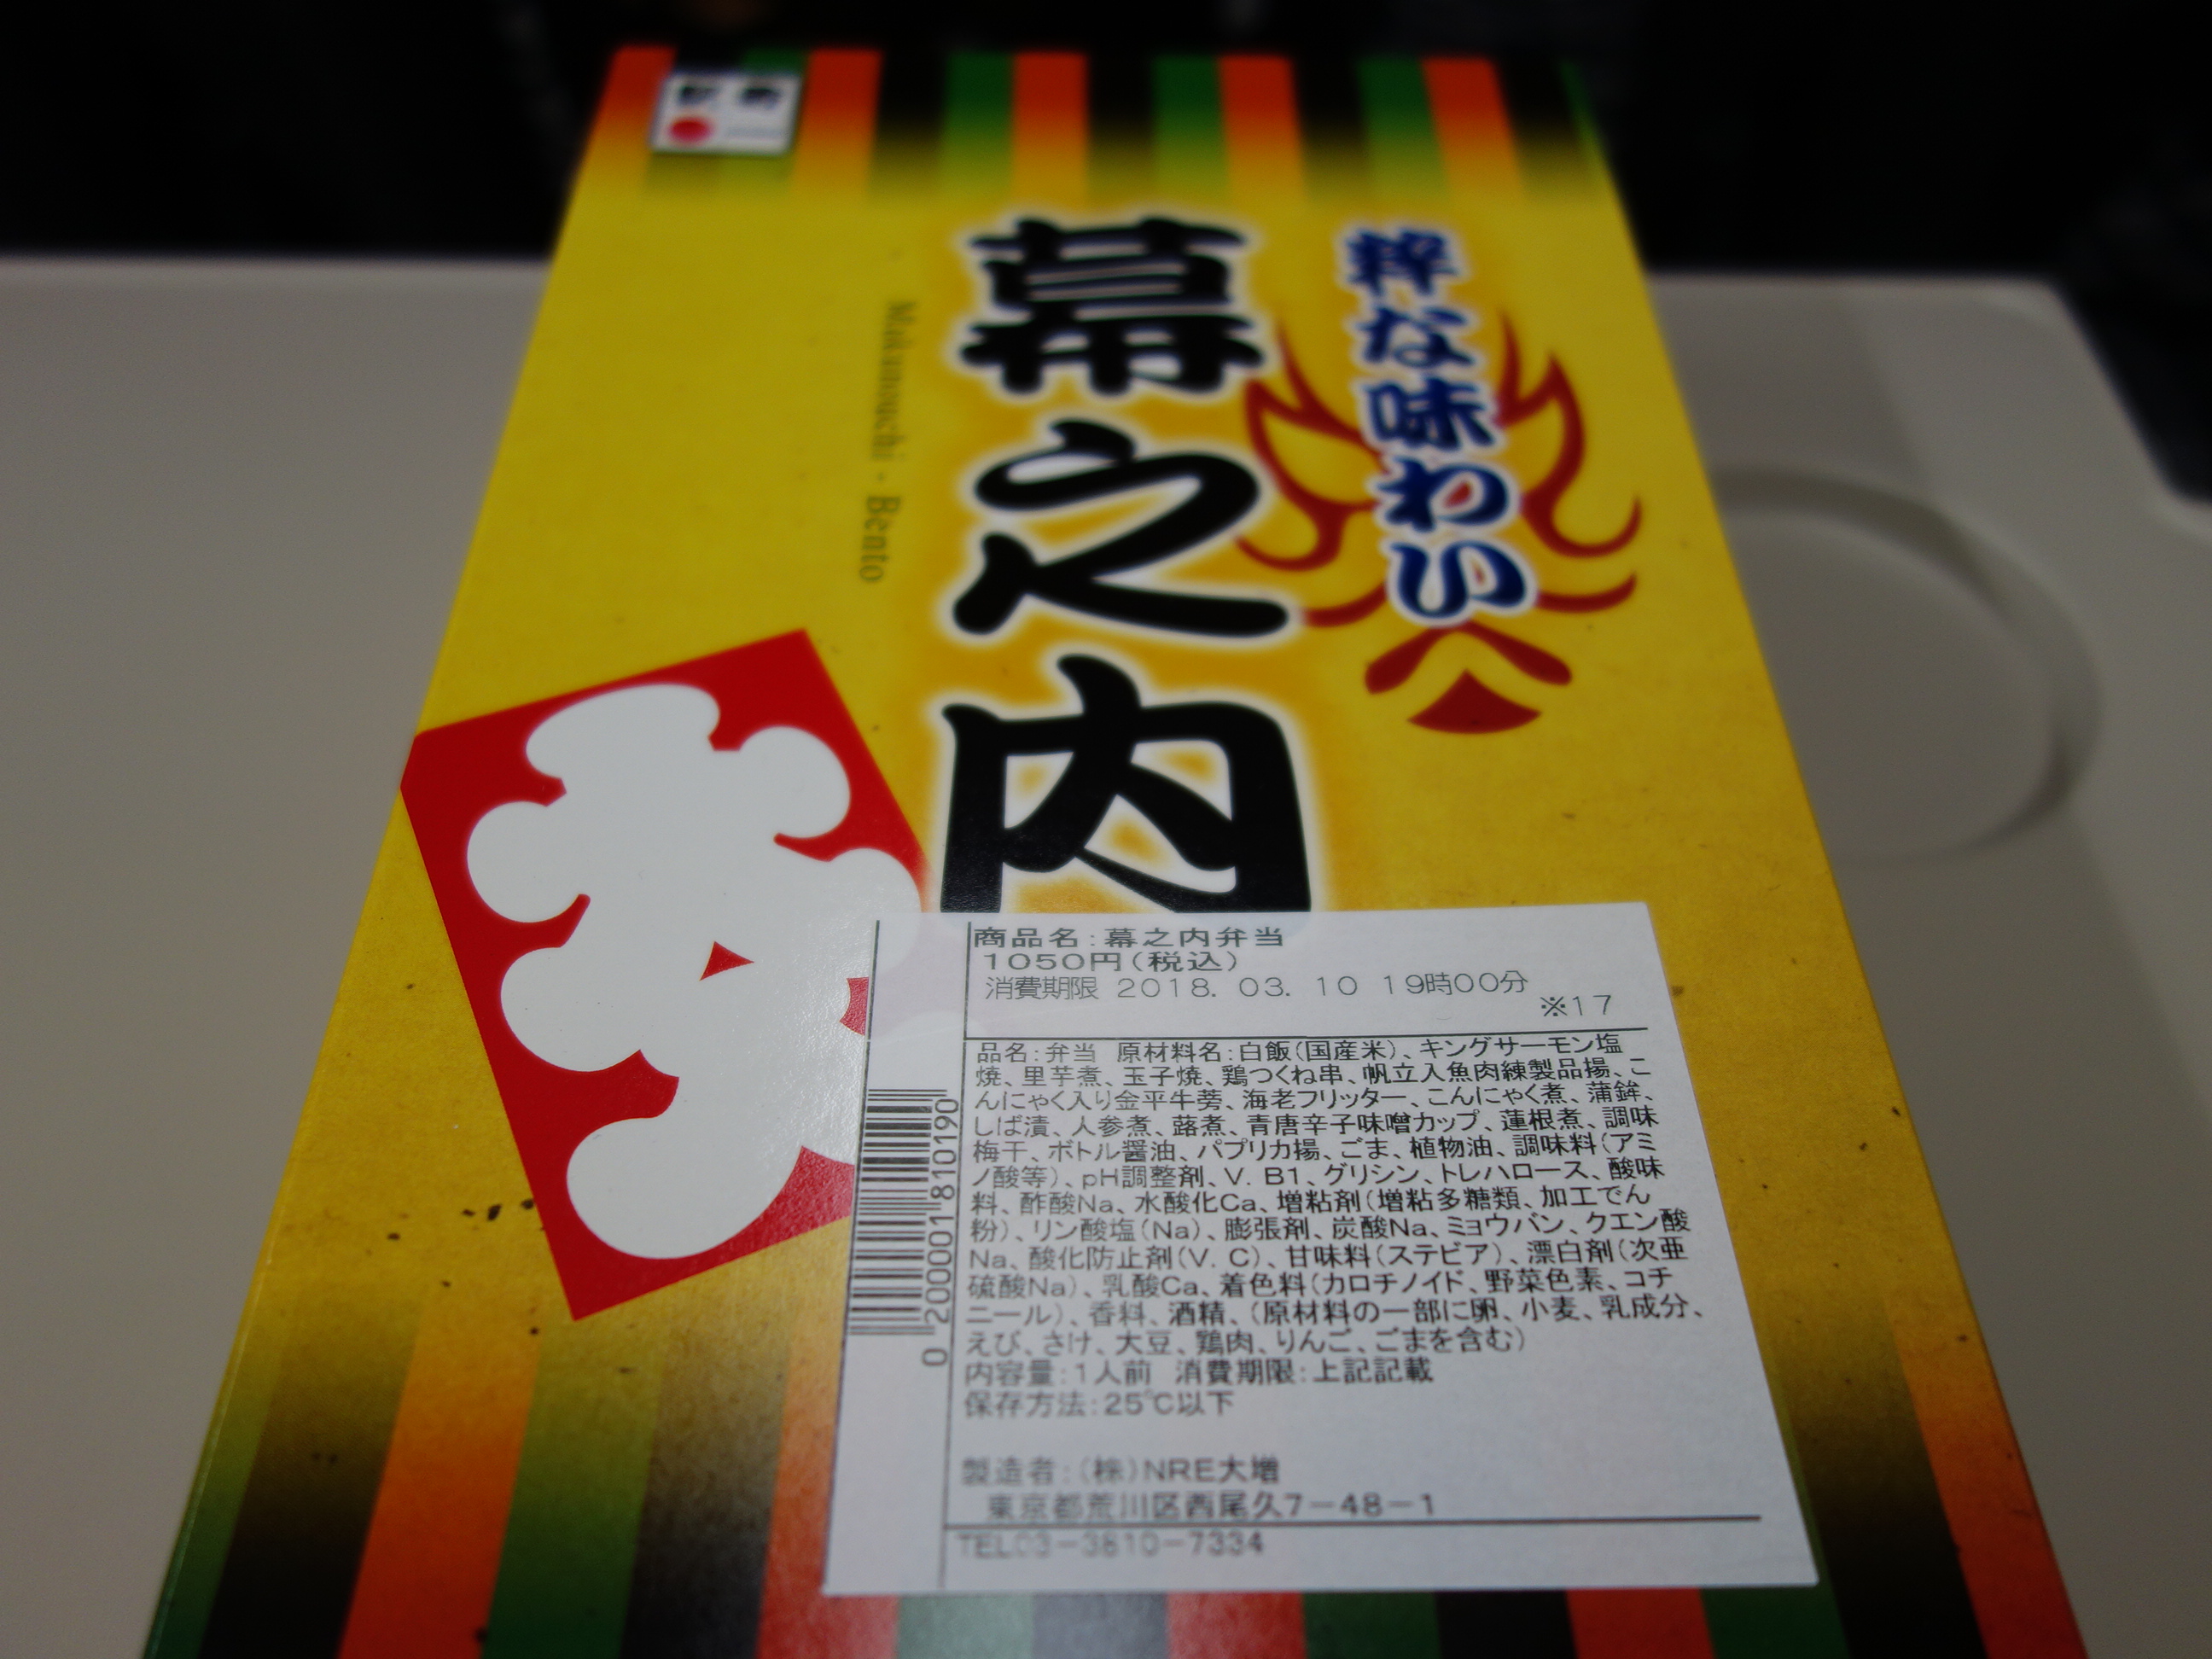 粋な味わい
幕之内
Makunouchi - Bento
商品名:幕之内弁当
1050円(税込)
消費期限 2018. 03. 10 19時00分
※17
品名:弁当 原材料名:白飯(国産米)、キングサーモン塩
焼、里芋煮、玉子焼、鶏つくね串、帆立入魚肉練製品揚、こ
んにゃく入り金平牛蒡、海老フリッター、こんにゃく煮、蒲鉾、
しば漬、人参煮、蕗煮、青唐辛子味噌カップ、蓮根煮、調味
梅干、ボトル醤油、パプリカ揚、ごま、植物油、調味料(アミ
ノ酸等)、pH調整剤、V. B1、グリシン、トレハロース、酸味
料、酢酸Na、水酸化Ca、増粘剤(増粘多糖類、加工でん
粉)、リン酸塩(Na)、膨張剤、炭酸Na、ミョウバン、クエン酸
Na、酸化防止剤(V. C)、甘味料(ステビア)、漂白剤(次亜
硫酸Na)、乳酸Ca、着色料(カロチノイド、野菜色素、コチ
ニール)、香料、酒精、(原材料の一部に卵、小麦、乳成分、
えび、さけ、大豆、鶏肉、りんご、ごまを含む)
内容量:1人前 消費期限:上記記載
保存方法:25℃以下
製造者:(株)NRE大増
東京都荒川区西尾久7-48-1
TEL03-3810-7334
0 200001 810190